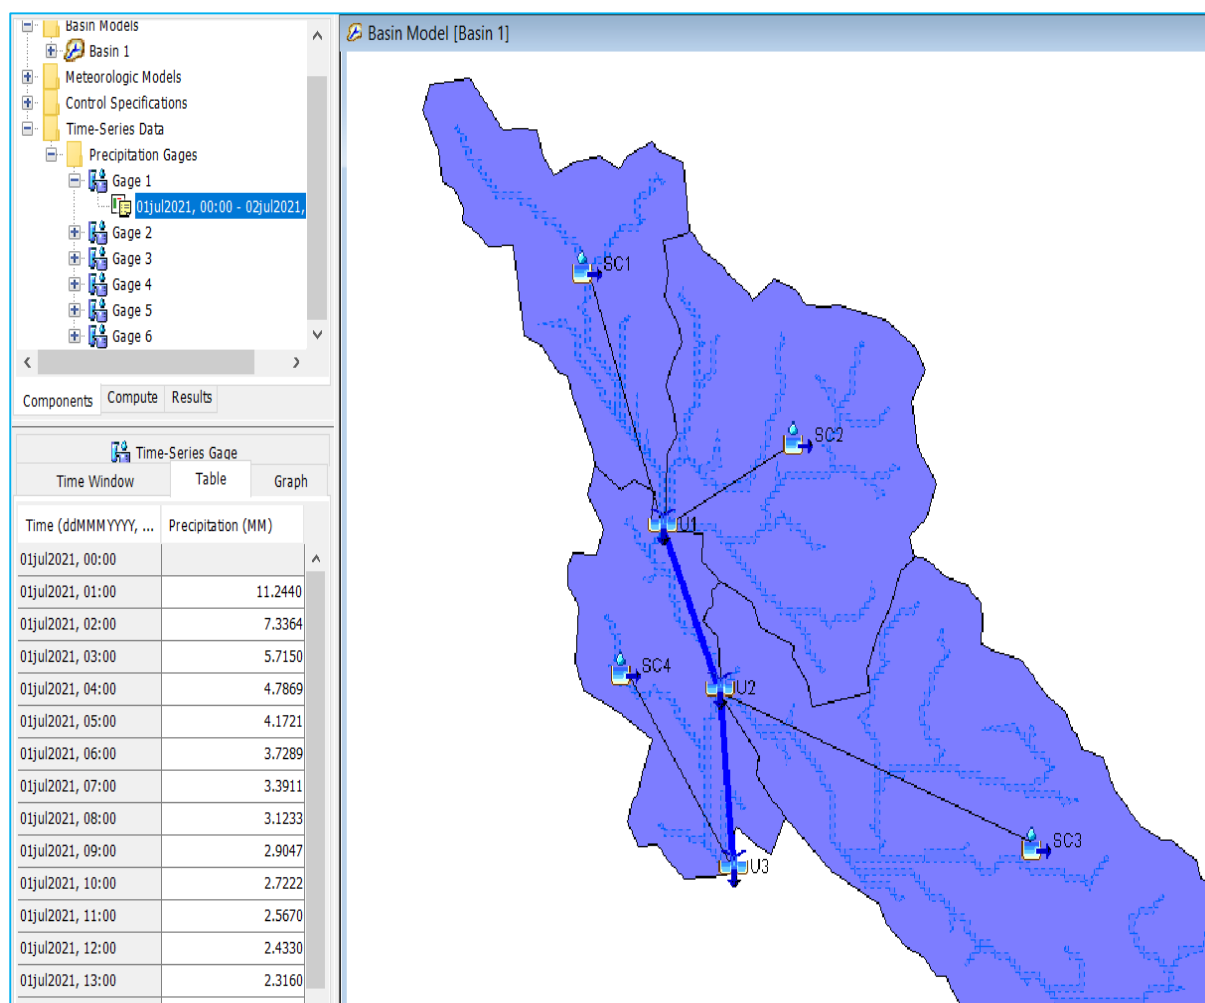 Basin Models
Basin 1
Meteorologic Models
Control Specifications
Time-Series Data
Precipitation Gages
Gage 1
01jul2021, 00:00 - 02jul2021,
Gage 2
Gage 3
Gage 4
Gage 5
Gage 6
Components Compute Results
Time-Series Gage
Time Window Table Graph
Time (ddMMMYYYY, ... Precipitation (MM)
01jul2021, 00:00
01jul2021, 01:00 11.2440
01jul2021, 02:00 7.3364
01jul2021, 03:00 5.7150
01jul2021, 04:00 4.7869
01jul2021, 05:00 4.1721
01jul2021, 06:00 3.7289
01jul2021, 07:00 3.3911
01jul2021, 08:00 3.1233
01jul2021, 09:00 2.9047
01jul2021, 10:00 2.7222
01jul2021, 11:00 2.5670
01jul2021, 12:00 2.4330
01jul2021, 13:00 2.3160
Basin Model [Basin 1]
SC1
SC2
U1
SC4
U2
SC3
U3